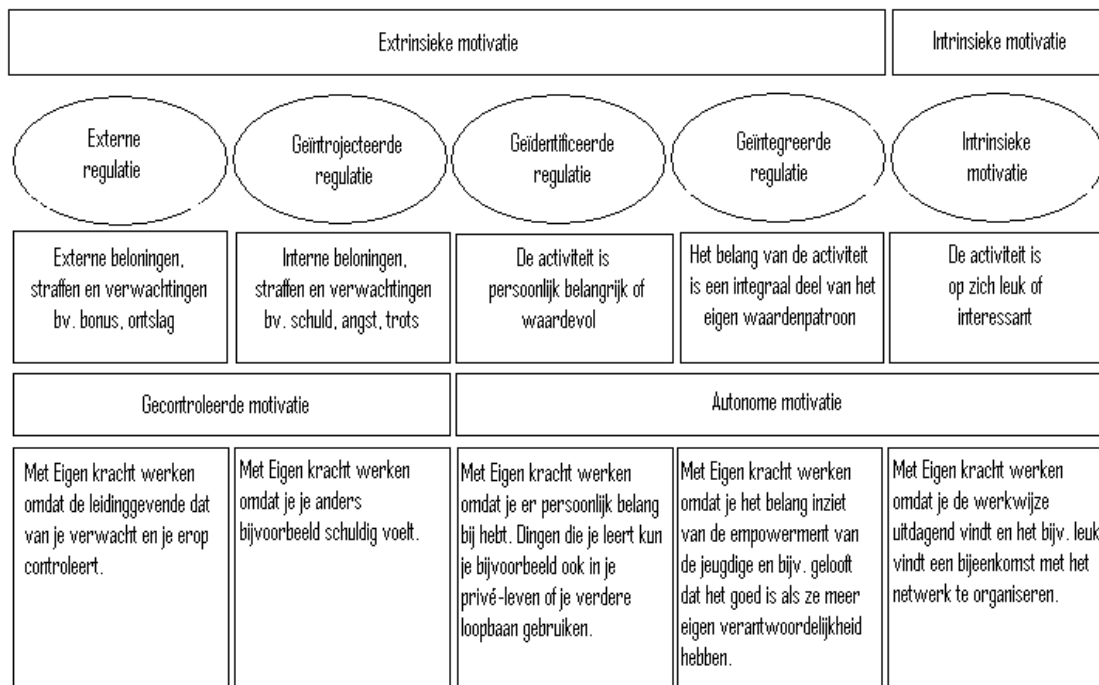 Extrinsieke motivatie
Intrinsieke motivatie
Externe
regulatie
Geïntrojecteerde
regulatie
Geïdentificeerde
regulatie
Geïntegreerde
regulatie
Intrinsieke
motivatie
Externe beloningen,
straffen en verwachtingen
bv. bonus, ontslag
Interne beloningen,
straffen en verwachtingen
bv. schuld, angst, trots
De activiteit is
persoonlijk belangrijk of
waardevol
Het belang van de activiteit
is een integraal deel van het
eigen waardenpatroon
De activiteit is
op zich leuk of
interessant
Gecontroleerde motivatie
Autonome motivatie
Met Eigen kracht werken
omdat de leidinggevende dat
van je verwacht en je erop
controleert.
Met Eigen kracht werken
omdat je je anders
bijvoorbeeld schuldig voelt.
Met Eigen kracht werken
omdat je er persoonlijk belang
bij hebt. Dingen die je leert kun
je bijvoorbeeld ook in je
privé-leven of je verdere
loopbaan gebruiken.
Met Eigen kracht werken
omdat je het belang inziet
van de empowerment van
de jeugdige en bijv. gelooft
dat het goed is als ze meer
eigen verantwoordelijkheid
hebben.
Met Eigen kracht werken
omdat je de werkwijze
uitdagend vindt en het bijv. leuk
vindt een bijeenkomst met het
netwerk te organiseren.